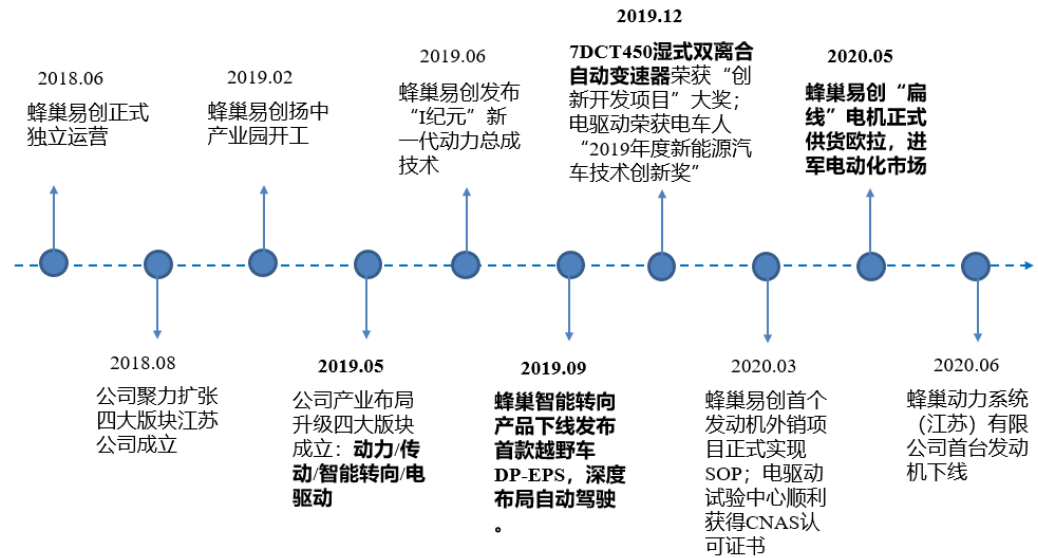 2018.06
蜂巢易创正式
独立运营
2018.08
公司聚力扩张
四大版块江苏
公司成立
2019.02
蜂巢易创扬中
产业园开工
2019.05
公司产业布局
升级四大版块
成立：动力/传
动/智能转向/电
驱动
2019.06
蜂巢易创发布
“I纪元”新
一代动力总成
技术
2019.09
蜂巢智能转向
产品下线发布
首款越野车
DP-EPS，深度
布局自动驾驶
。
2019.12
7DCT450湿式双离合
自动变速器荣获“创
新开发项目”大奖；
电驱动荣获电车人
“2019年度新能源汽
车技术创新奖”
2020.03
蜂巢易创首个
发动机外销项
目正式实现
SOP；电驱动
试验中心顺利
获得CNAS认
可证书
2020.05
蜂巢易创“扁
线”电机正式
供货欧拉，进
军电动化市场
2020.06
蜂巢动力系统
（江苏）有限
公司首台发动
机下线